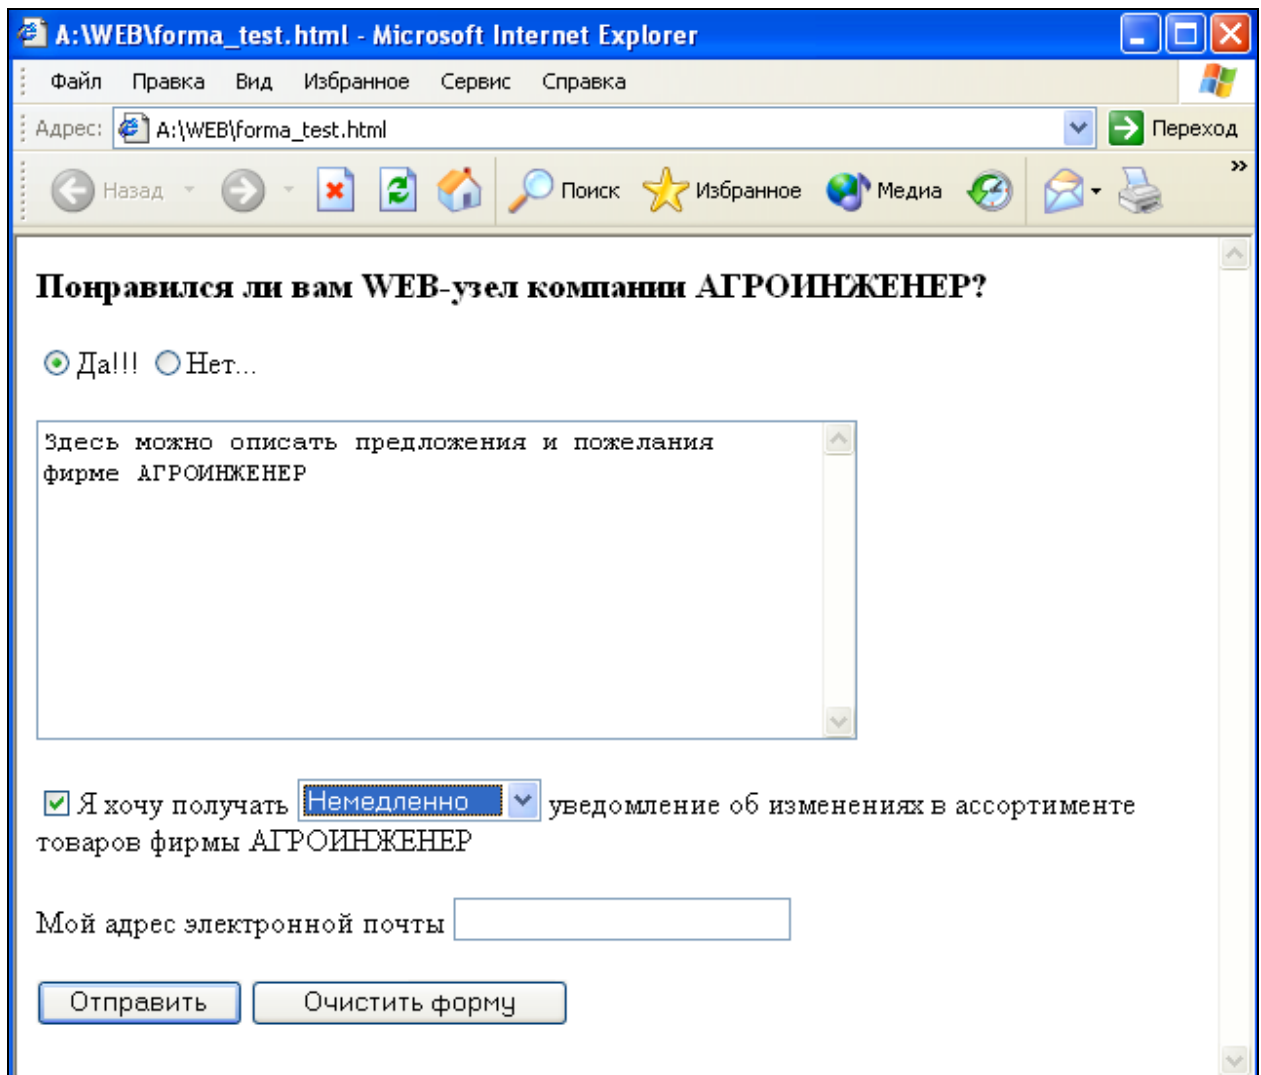 A:\WEB\forma_test.html - Microsoft Internet Explorer
Файл Правка Вид Избранное Сервис Справка
Адрес: A:\WEB\forma_test.html Переход
Назад Поиск Избранное Медиа »
Понравился ли вам WEB-узел компании АГРОИНЖЕНЕР?
Да!!! Нет...
Здесь можно описать предложения и пожелания
фирме АГРОИНЖЕНЕР
Я хочу получать Немедленно уведомление об изменениях в ассортименте
товаров фирмы АГРОИНЖЕНЕР
Мой адрес электронной почты
Отправить Очистить форму